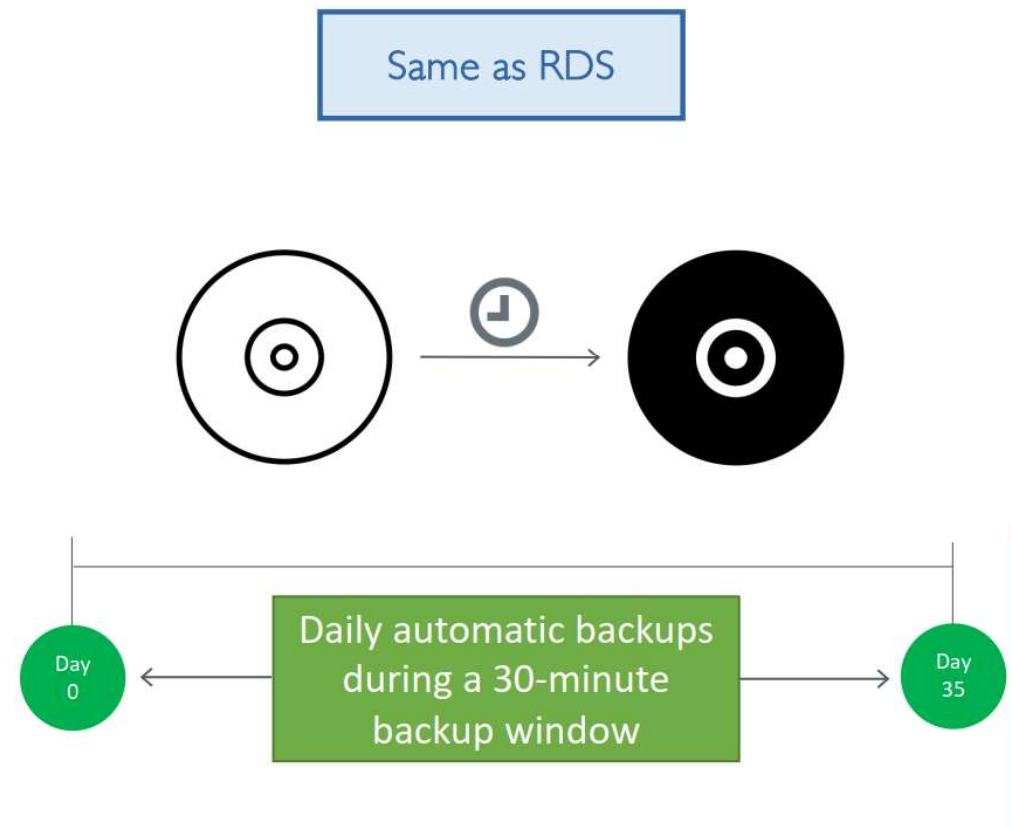 Same as RDS
Daily automatic backups
during a 30-minute
backup window
Day
0
Day
35